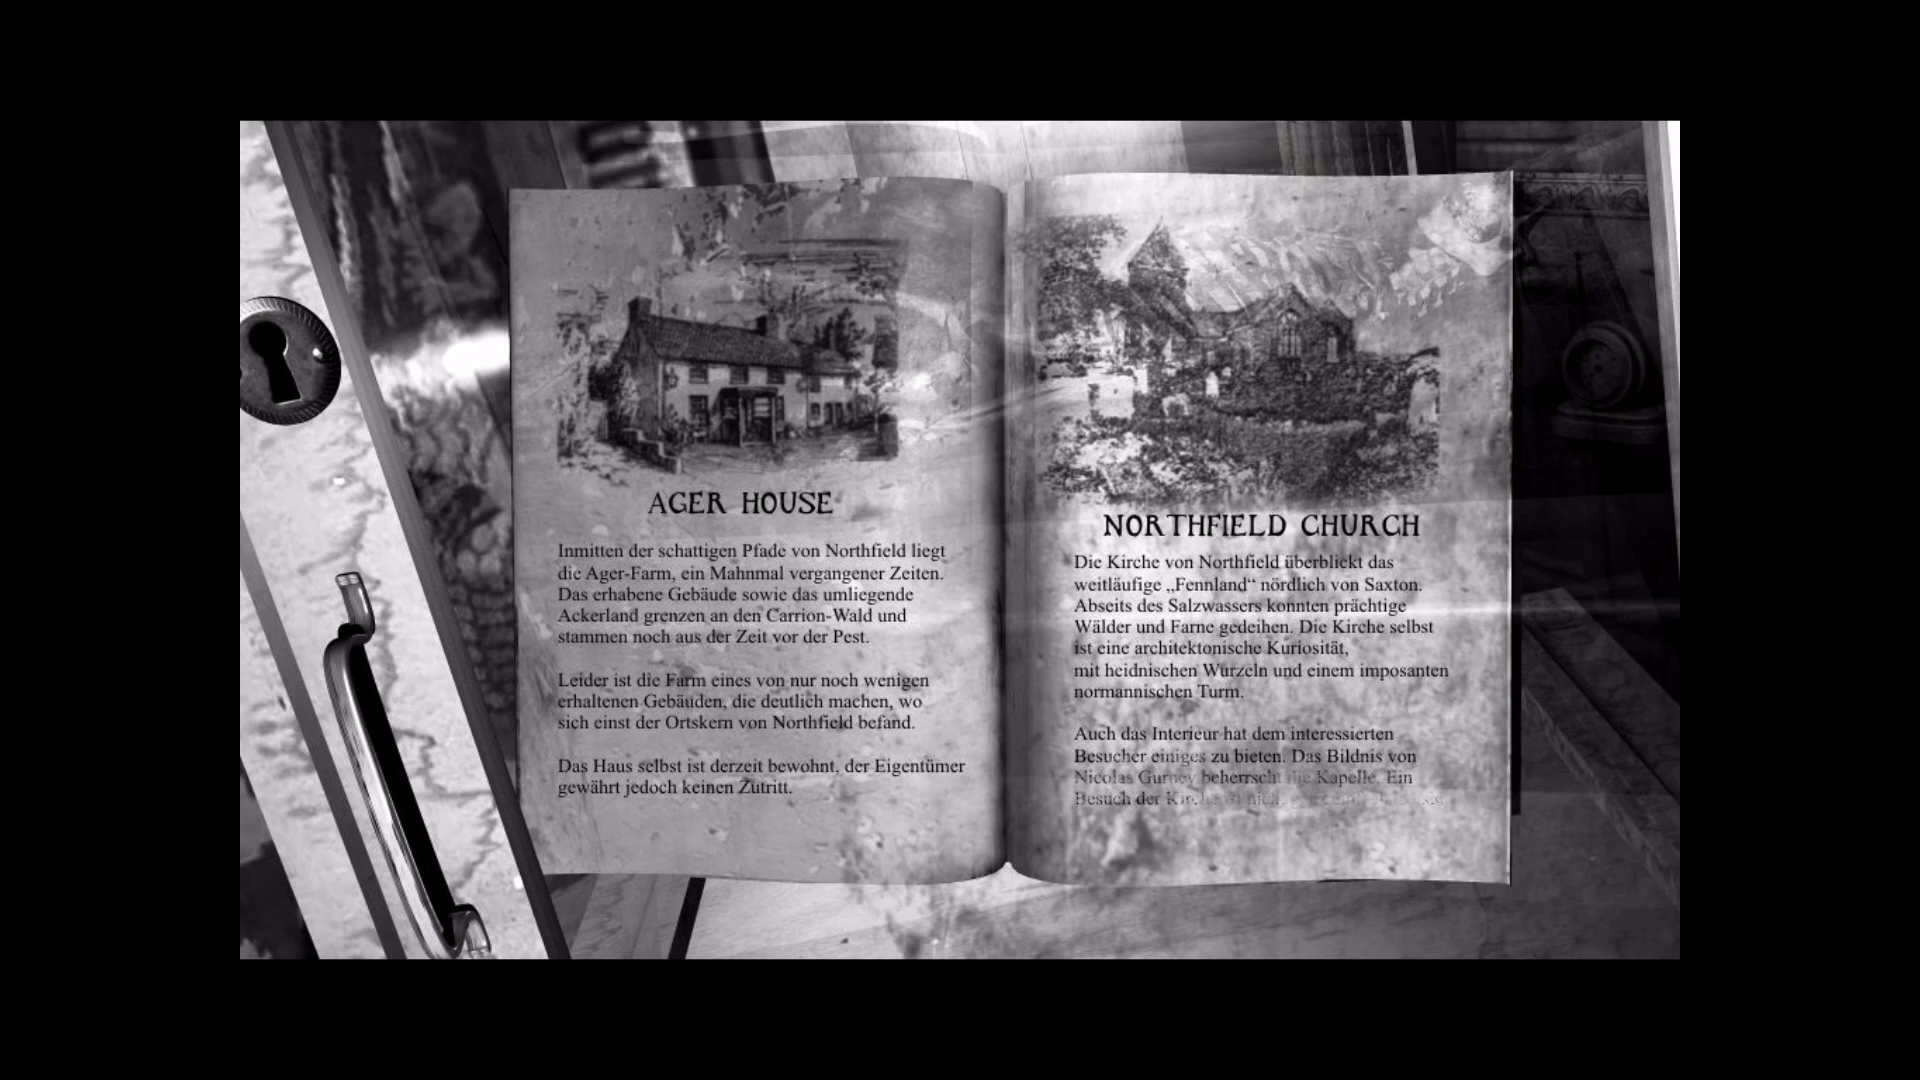 AGER HOUSE
Inmitten der schattigen Pfade von Northfield liegt
die Ager-Farm, ein Mahnmal vergangener Zeiten.
Das erhabene Gebäude sowie das umliegende
Ackerland grenzen an den Carrion-Wald und
stammen noch aus der Zeit vor der Pest.
Leider ist die Farm eines von nur noch wenigen
erhaltenen Gebäuden, die deutlich machen, wo
sich einst der Ortskern von Northfield befand.
Das Haus selbst ist derzeit bewohnt, der Eigentümer
gewährt jedoch keinen Zutritt.
NORTHFIELD CHURCH
Die Kirche von Northfield überblickt das
weitläufige „Fennland“ nördlich von Saxton.
Abseits des Salzwassers konnten prächtige
Wälder und Farne gedeihen. Die Kirche selbst
ist eine architektonische Kuriosität,
mit heidnischen Wurzeln und einem imposanten
normannischen Turm.
Auch das Interieur hat dem interessierten
Besucher einiges zu bieten. Das Bildnis von
Nicolas Gurney beherrscht die Kapelle. Ein
Besuch der